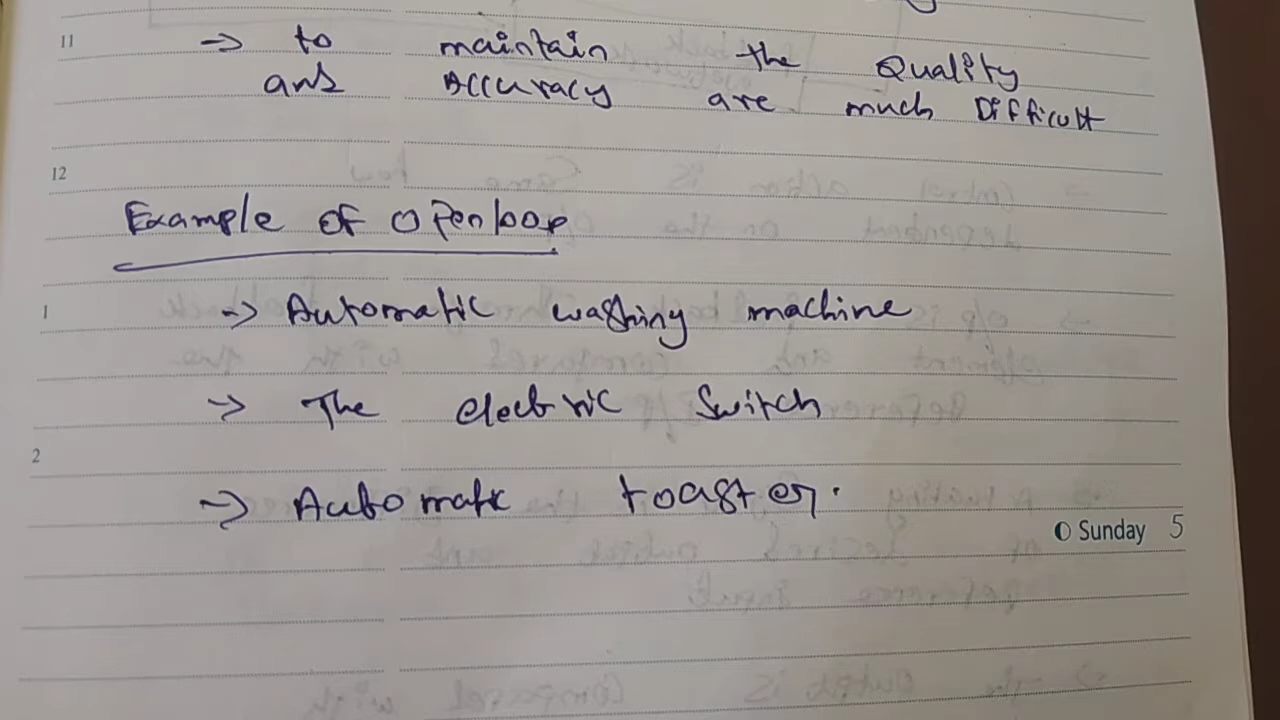 11
→ to maintain the Quality
and Accuracy are much Difficult
12
Example of openloop
1
→ Automatic washing machine
→ The electric Switch
2
→ Automatic toaster.
Sunday 5